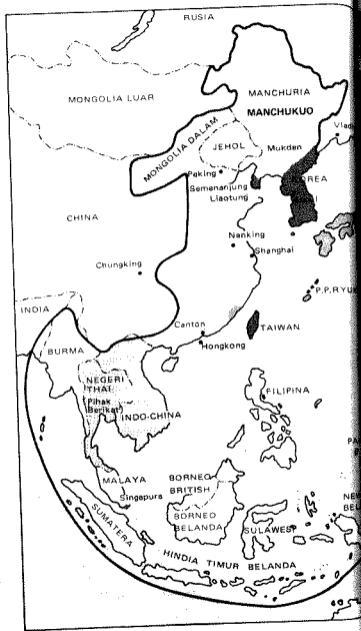 RUSIA
MONGOLIA LUAR
MANCHURIA
MANCHUKUO
MONGOLIA DALAM
JEHOL
Mukden
Peking
Semenanjung
Liaotung
CHINA
Nanking
Shanghai
Chungking
INDIA
Canton
Hongkong
TAIWAN
BURMA
NEGERI
THAI
(Pihak
Berikat)
INDO-CHINA
FILIPINA
MALAYA
Singapura
BORNEO
BRITISH
BORNEO
BELANDA
SUMATERA
SULAWESI
HINDIA TIMUR BELANDA